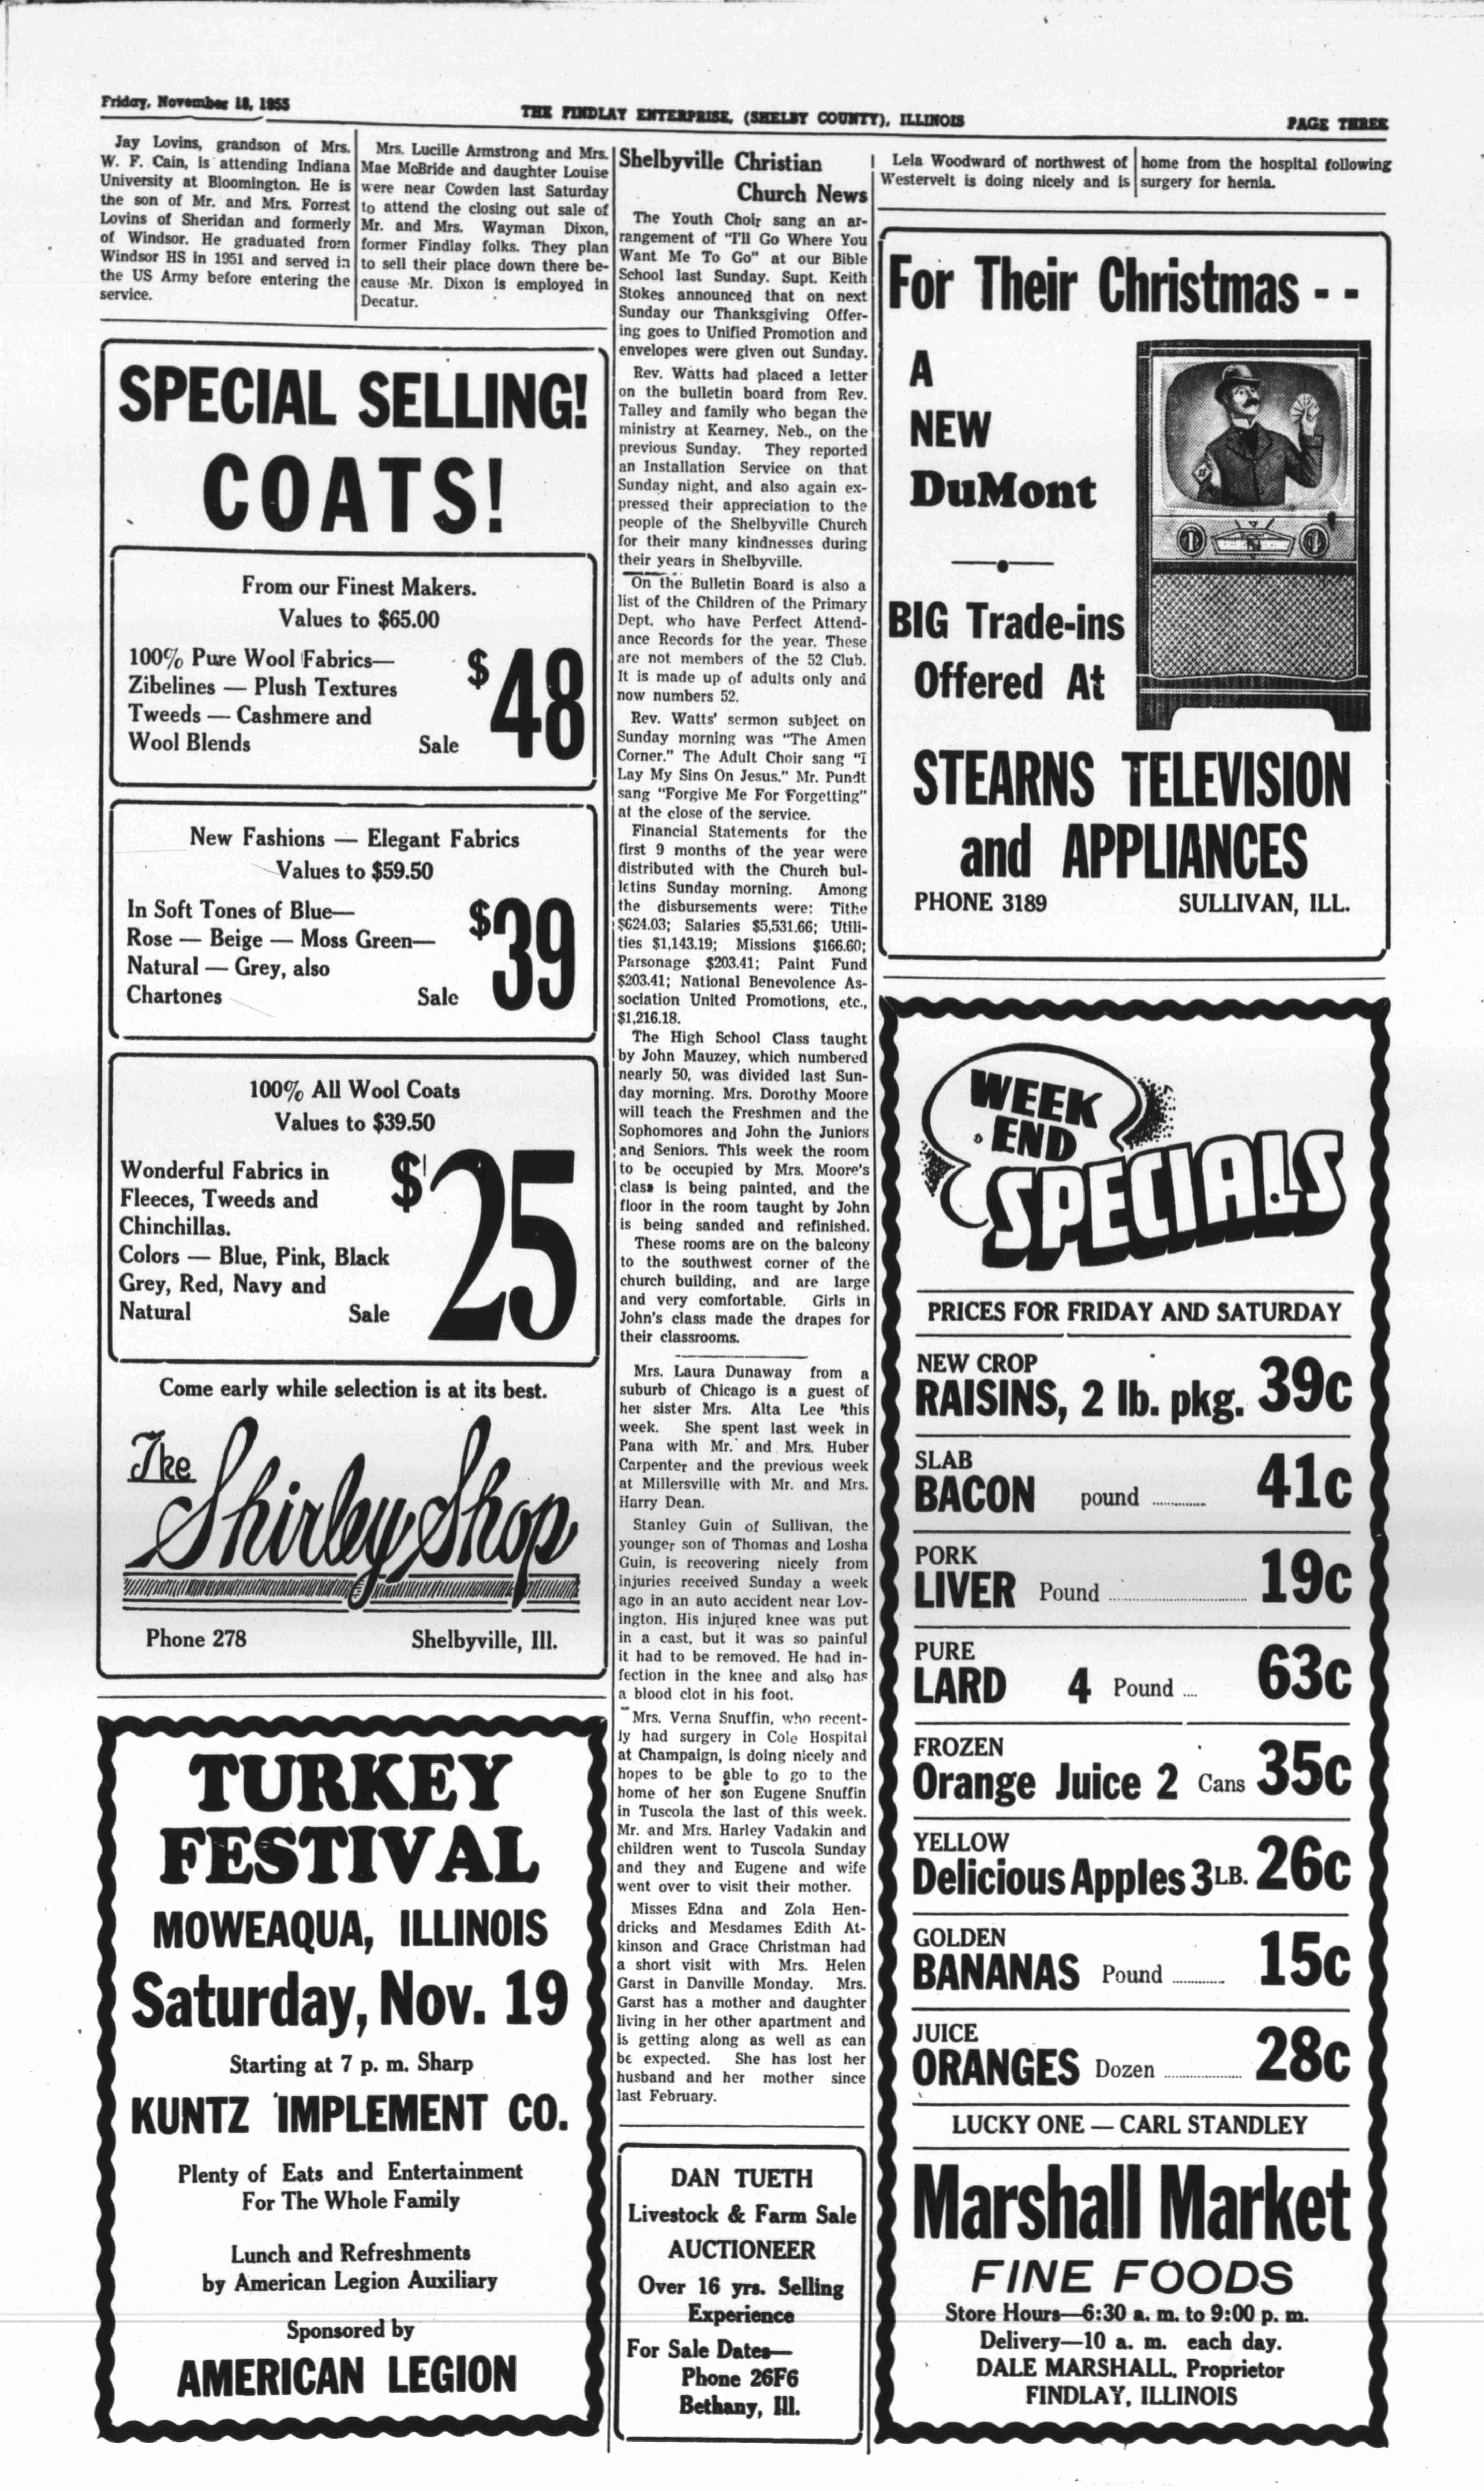 Friday, November 18, 1955
THE FINDLAY ENTERPRISE, (SHELBY COUNTY), ILLINOIS
PAGE THREE
Jay Lovins, grandson of Mrs.
W. F. Cain, is attending Indiana
University at Bloomington. He is
the son of Mr. and Mrs. Forrest
Lovins of Sheridan and formerly
of Windsor. He graduated from
Windsor HS in 1951 and served in
the US Army before entering the
service.
Mrs. Lucille Armstrong and Mrs.
Mae McBride and daughter Louise
were near Cowden last Saturday
to attend the closing out sale of
Mr. and Mrs. Wayman Dixon,
former Findlay folks. They plan
to sell their place down there be-
cause Mr. Dixon is employed in
Decatur.
SPECIAL SELLING!
COATS!
From our Finest Makers.
Values to $65.00
100% Pure Wool Fabrics—
Zibelines — Plush Textures
Tweeds — Cashmere and
Wool Blends Sale $48
New Fashions — Elegant Fabrics
Values to $59.50
In Soft Tones of Blue—
Rose — Beige — Moss Green—
Natural — Grey, also
Chartones Sale $39
100% All Wool Coats
Values to $39.50
Wonderful Fabrics in
Fleeces, Tweeds and
Chinchillas.
Colors — Blue, Pink, Black
Grey, Red, Navy and
Natural Sale $25
Come early while selection is at its best.
The Shirley Shop
Phone 278 Shelbyville, Ill.
TURKEY
FESTIVAL
MOWEAQUA, ILLINOIS
Saturday, Nov. 19
Starting at 7 p. m. Sharp
KUNTZ IMPLEMENT CO.
Plenty of Eats and Entertainment
For The Whole Family
Lunch and Refreshments
by American Legion Auxiliary
Sponsored by
AMERICAN LEGION
Shelbyville Christian
Church News
The Youth Choir sang an ar-
rangement of "I'll Go Where You
Want Me To Go" at our Bible
School last Sunday. Supt. Keith
Stokes announced that on next
Sunday our Thanksgiving Offer-
ing goes to Unified Promotion and
envelopes were given out Sunday.
Rev. Watts had placed a letter
on the bulletin board from Rev.
Talley and family who began the
ministry at Kearney, Neb., on the
previous Sunday. They reported
an Installation Service on that
Sunday night, and also again ex-
pressed their appreciation to the
people of the Shelbyville Church
for their many kindnesses during
their years in Shelbyville.
On the Bulletin Board is also a
list of the Children of the Primary
Dept. who have Perfect Attend-
ance Records for the year. These
are not members of the 52 Club.
It is made up of adults only and
now numbers 52.
Rev. Watts' sermon subject on
Sunday morning was "The Amen
Corner." The Adult Choir sang "I
Lay My Sins On Jesus." Mr. Pundt
sang "Forgive Me For Forgetting"
at the close of the service.
Financial Statements for the
first 9 months of the year were
distributed with the Church bul-
letins Sunday morning. Among
the disbursements were: Tithe
$624.03; Salaries $5,531.66; Utili-
ties $1,143.19; Missions $166.60;
Parsonage $203.41; Paint Fund
$203.41; National Benevolence As-
sociation United Promotions, etc.,
$1,216.18.
The High School Class taught
by John Mauzey, which numbered
nearly 50, was divided last Sun-
day morning. Mrs. Dorothy Moore
will teach the Freshmen and the
Sophomores and John the Juniors
and Seniors. This week the room
to be occupied by Mrs. Moore's
class is being painted, and the
floor in the room taught by John
is being sanded and refinished.
These rooms are on the balcony
to the southwest corner of the
church building, and are large
and very comfortable. Girls in
John's class made the drapes for
their classrooms.
Mrs. Laura Dunaway from a
suburb of Chicago is a guest of
her sister Mrs. Alta Lee this
week. She spent last week in
Pana with Mr. and Mrs. Huber
Carpenter and the previous week
at Millersville with Mr. and Mrs.
Harry Dean.
Stanley Guin of Sullivan, the
younger son of Thomas and Losha
Guin, is recovering nicely from
injuries received Sunday a week
ago in an auto accident near Lov-
ington. His injured knee was put
in a cast, but it was so painful
it had to be removed. He had in-
fection in the knee and also has
a blood clot in his foot.
Mrs. Verna Snuffin, who recent-
ly had surgery in Cole Hospital
at Champaign, is doing nicely and
hopes to be able to go to the
home of her son Eugene Snuffin
in Tuscola the last of this week.
Mr. and Mrs. Harley Vadakin and
children went to Tuscola Sunday
and they and Eugene and wife
went over to visit their mother.
Misses Edna and Zola Hen-
dricks and Mesdames Edith At-
kinson and Grace Christman had
a short visit with Mrs. Helen
Garst in Danville Monday. Mrs.
Garst has a mother and daughter
living in her other apartment and
is getting along as well as can
be expected. She has lost her
husband and her mother since
last February.
DAN TUETH
Livestock & Farm Sale
AUCTIONEER
Over 16 yrs. Selling
Experience
For Sale Dates—
Phone 26F6
Bethany, Ill.
Lela Woodward of northwest of
Westervelt is doing nicely and is
home from the hospital following
surgery for hernia.
For Their Christmas - -
A
NEW
DuMont
BIG Trade-ins
Offered At
STEARNS TELEVISION
and APPLIANCES
PHONE 3189 SULLIVAN, ILL.
WEEK
END
SPECIALS
PRICES FOR FRIDAY AND SATURDAY
NEW CROP
RAISINS, 2 lb. pkg. 39c
SLAB
BACON pound 41c
PORK
LIVER Pound 19c
PURE
LARD 4 Pound 63c
FROZEN
Orange Juice 2 Cans 35c
YELLOW
Delicious Apples 3 LB. 26c
GOLDEN
BANANAS Pound 15c
JUICE
ORANGES Dozen 28c
LUCKY ONE — CARL STANDLEY
Marshall Market
FINE FOODS
Store Hours—6:30 a. m. to 9:00 p. m.
Delivery—10 a. m. each day.
DALE MARSHALL, Proprietor
FINDLAY, ILLINOIS